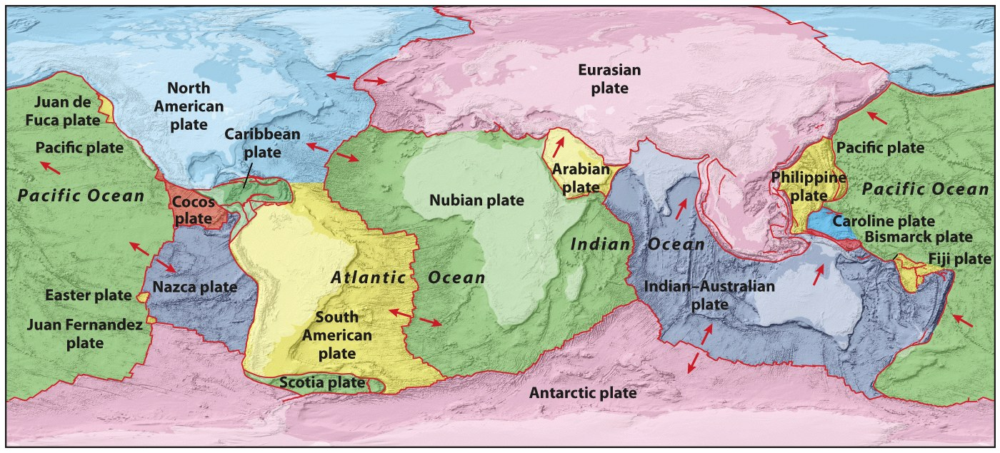 Eurasian
plate
North
American
plate
Juan de
Fuca plate
Caribbean
plate
Pacific plate
Pacific plate
Arabian
plate
Philippine
plate
Pacific Ocean
Pacific Ocean
Cocos
plate
Nubian plate
Caroline plate
Bismarck plate
Indian Ocean
Fiji plate
Atlantic Ocean
Nazca plate
Indian–Australian
plate
Easter plate
Juan Fernandez
plate
South
American
plate
Scotia plate
Antarctic plate